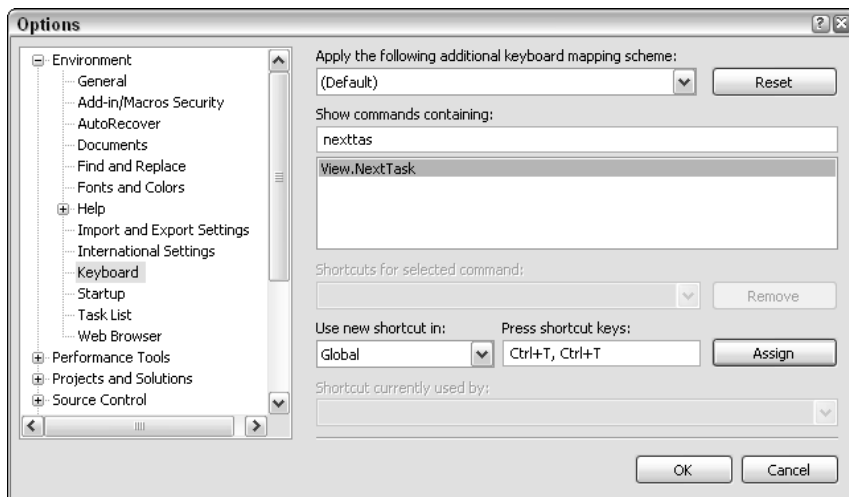 Options
Environment
General
Add-in/Macros Security
AutoRecover
Documents
Find and Replace
Fonts and Colors
Help
Import and Export Settings
International Settings
Keyboard
Startup
Task List
Web Browser
Performance Tools
Projects and Solutions
Source Control
Apply the following additional keyboard mapping scheme:
(Default)
Reset
Show commands containing:
nexttas
View.NextTask
Shortcuts for selected command:
Remove
Use new shortcut in: Press shortcut keys:
Global Ctrl+T, Ctrl+T Assign
Shortcut currently used by:
OK Cancel